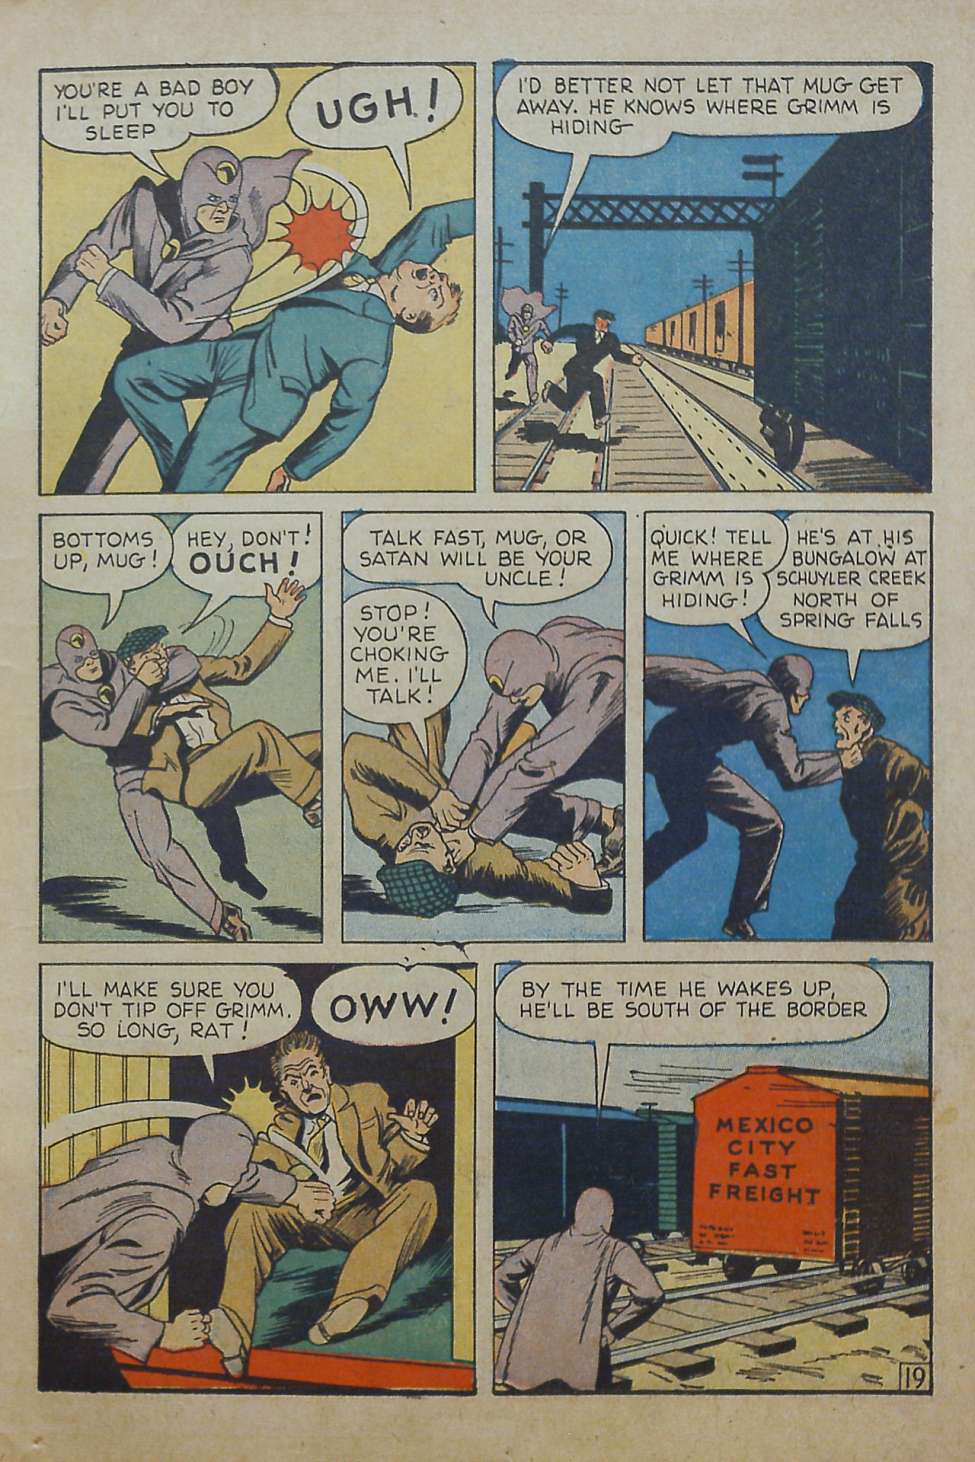 YOU'RE A BAD BOY
I'LL PUT YOU TO
SLEEP
UGH!
I'D BETTER NOT LET THAT MUG GET
AWAY. HE KNOWS WHERE GRIMM IS
HIDING-
BOTTOMS
UP, MUG!
HEY, DON'T!
OUCH!
TALK FAST, MUG, OR
SATAN WILL BE YOUR
UNCLE!
STOP!
YOU'RE
CHOKING
ME. I'LL
TALK!
QUICK! TELL
ME WHERE
GRIMM IS
HIDING!
HE'S AT HIS
BUNGALOW AT
SCHUYLER CREEK
NORTH OF
SPRING FALLS
I'LL MAKE SURE YOU
DON'T TIP OFF GRIMM.
SO LONG, RAT!
OWW!
BY THE TIME HE WAKES UP,
HE'LL BE SOUTH OF THE BORDER
MEXICO
CITY
FAST
FREIGHT
19